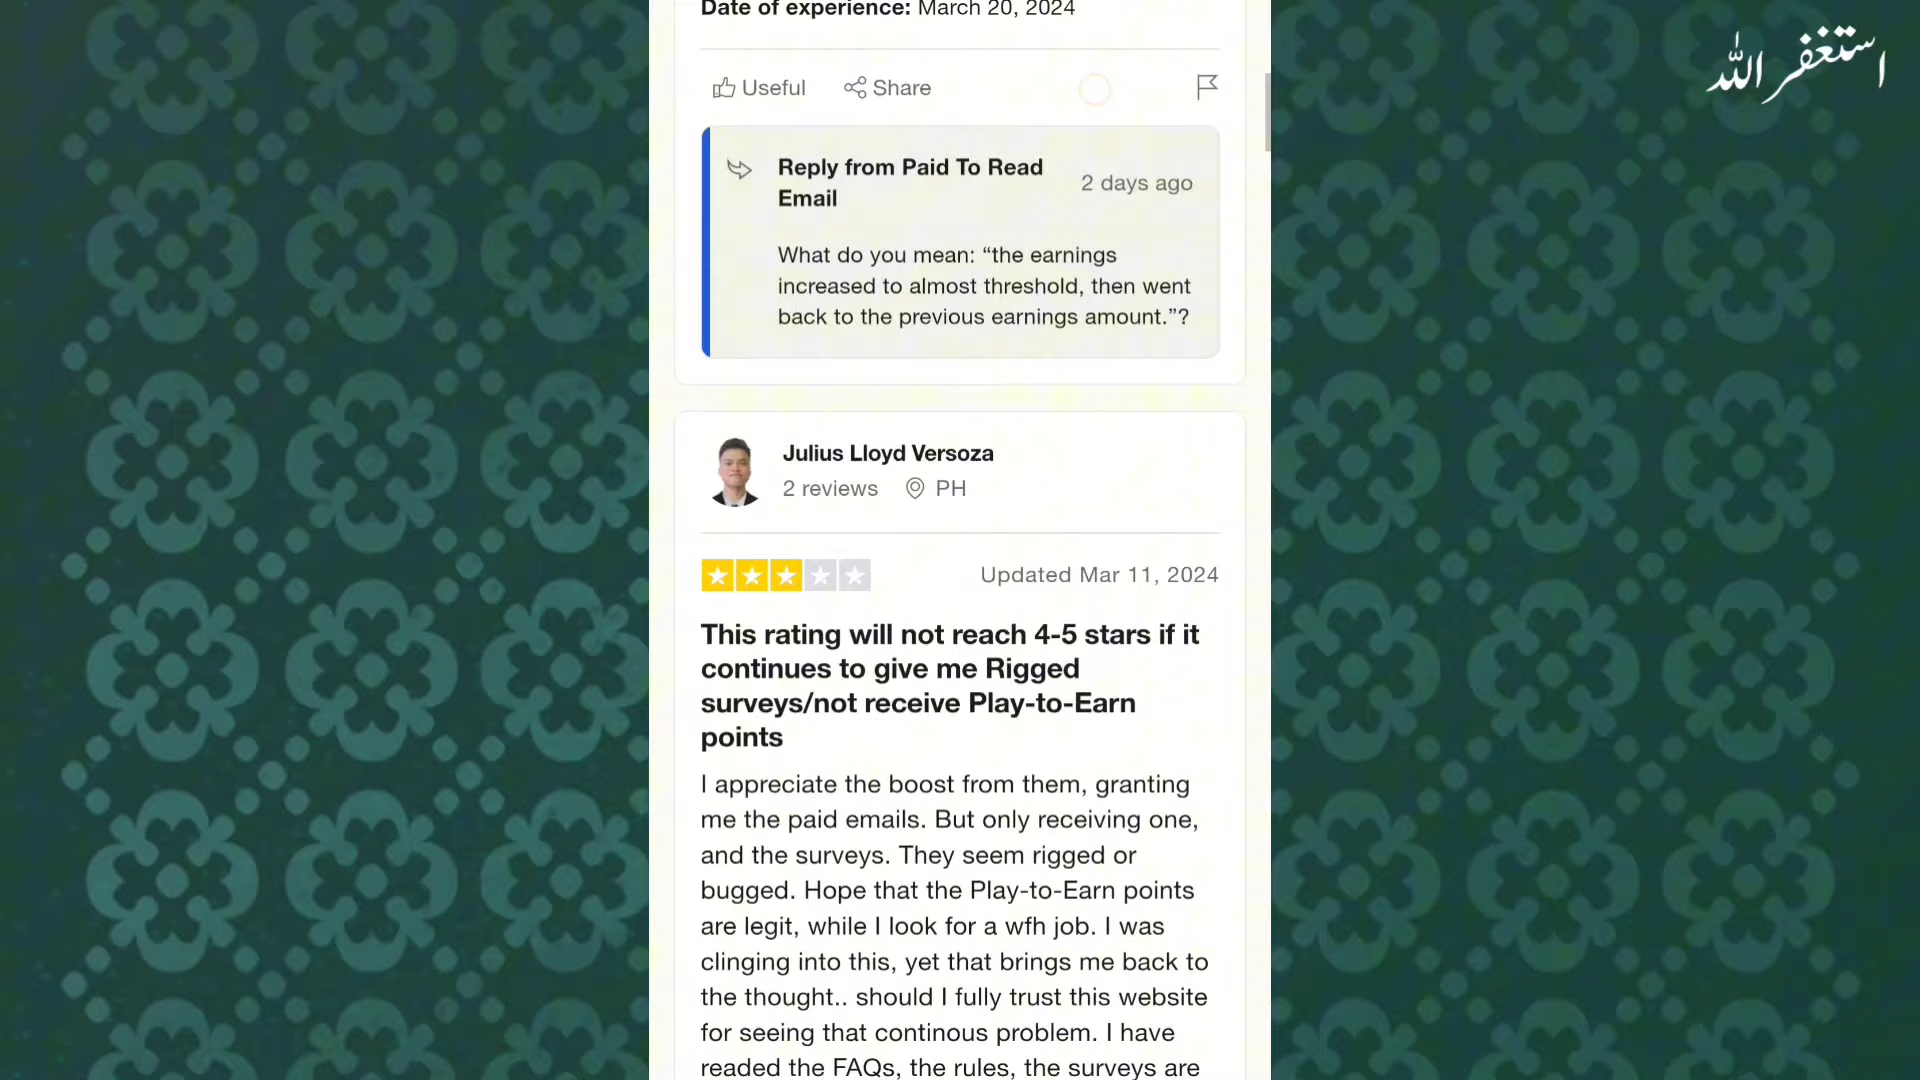 Date of experience: March 20, 2024
استغفر الله
Useful Share
Reply from Paid To Read
Email
2 days ago
What do you mean: “the earnings
increased to almost threshold, then went
back to the previous earnings amount.”?
Julius Lloyd Versoza
2 reviews PH
Updated Mar 11, 2024
This rating will not reach 4-5 stars if it
continues to give me Rigged
surveys/not receive Play-to-Earn
points
I appreciate the boost from them, granting
me the paid emails. But only receiving one,
and the surveys. They seem rigged or
bugged. Hope that the Play-to-Earn points
are legit, while I look for a wfh job. I was
clinging into this, yet that brings me back to
the thought.. should I fully trust this website
for seeing that continous problem. I have
readed the FAQs, the rules, the surveys are